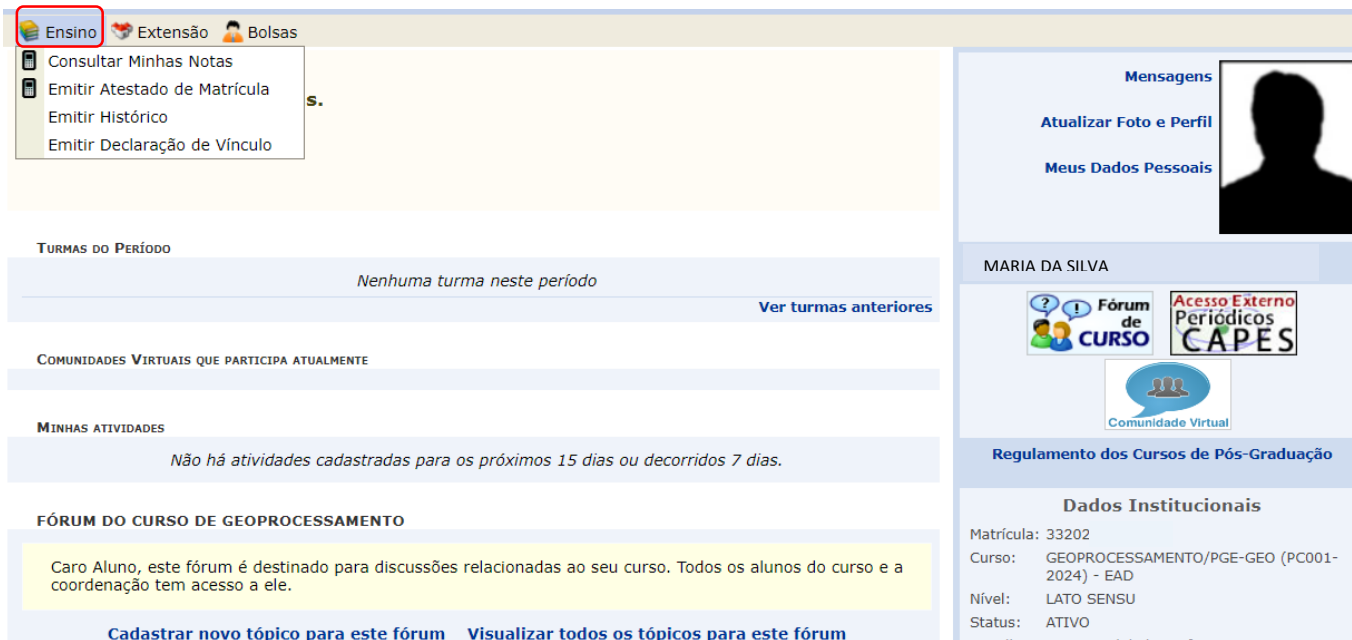 Ensino Extensão Bolsas
Consultar Minhas Notas
Emitir Atestado de Matrícula
Emitir Histórico
Emitir Declaração de Vínculo
s.
Turmas do Período
Nenhuma turma neste período
Ver turmas anteriores
Comunidades Virtuais que participa atualmente
Minhas atividades
Não há atividades cadastradas para os próximos 15 dias ou decorridos 7 dias.
FÓRUM DO CURSO DE GEOPROCESSAMENTO
Caro Aluno, este fórum é destinado para discussões relacionadas ao seu curso. Todos os alunos do curso e a
coordenação tem acesso a ele.
Cadastrar novo tópico para este fórum Visualizar todos os tópicos para este fórum
Mensagens
Atualizar Foto e Perfil
Meus Dados Pessoais
MARIA DA SILVA
Fórum
de
CURSO
Acesso Externo
Periódicos
CAPES
Comunidade Virtual
Regulamento dos Cursos de Pós-Graduação
Dados Institucionais
Matrícula: 33202
Curso: GEOPROCESSAMENTO/PGE-GEO (PC001-
2024) - EAD
Nível: LATO SENSU
Status: ATIVO